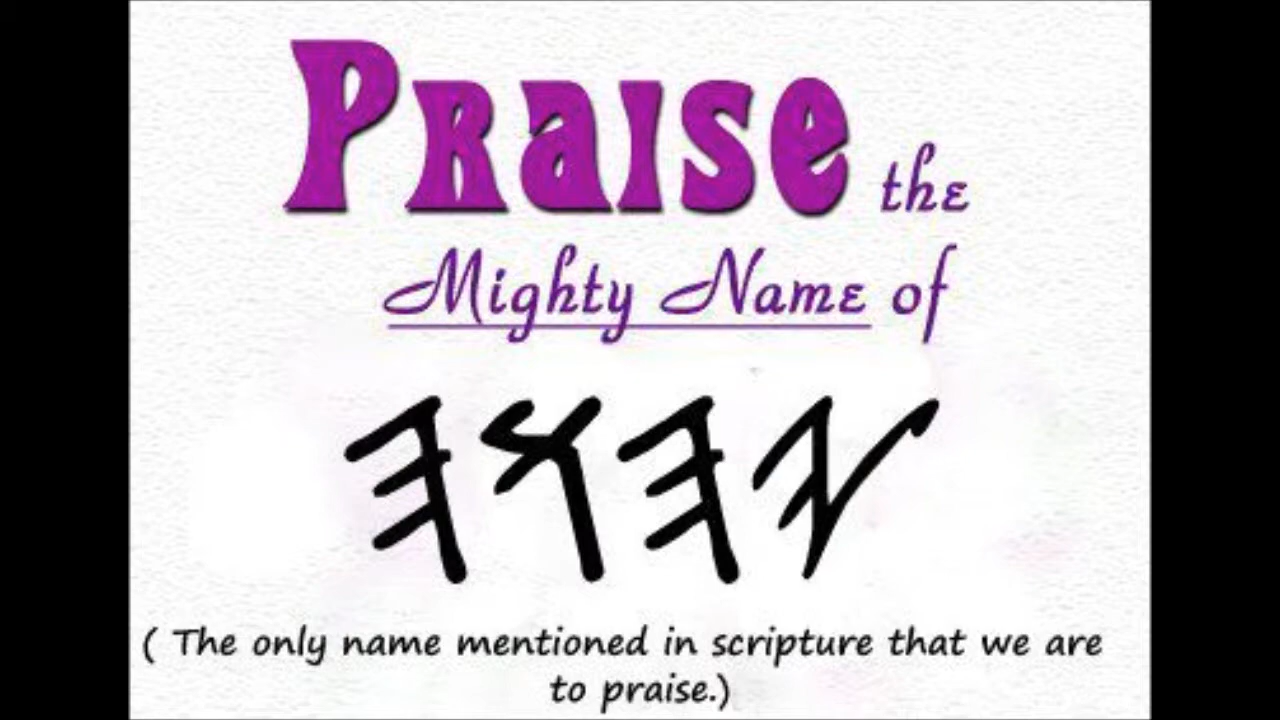 Praise the
Mighty Name of
𐤉𐤄𐤅𐤄
( The only name mentioned in scripture that we are
to praise.)